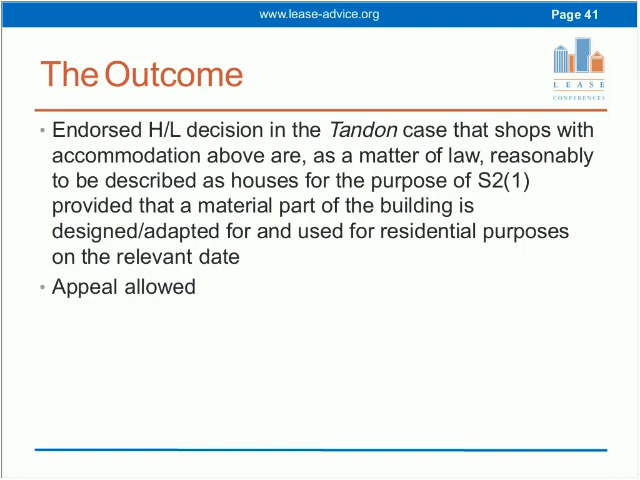 www.lease-advice.org
Page 41
The Outcome
LEASE
CONFERENCES
• Endorsed H/L decision in the Tandon case that shops with
accommodation above are, as a matter of law, reasonably
to be described as houses for the purpose of S2(1)
provided that a material part of the building is
designed/adapted for and used for residential purposes
on the relevant date
• Appeal allowed